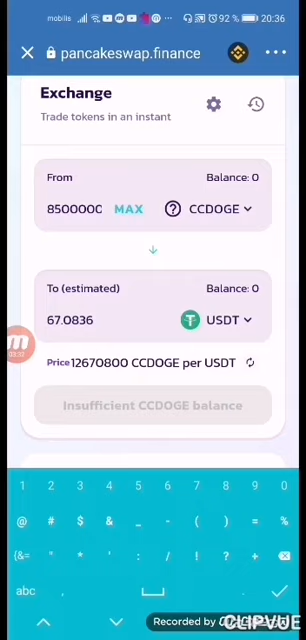 mobilis 92 % 20:36
pancakeswap.finance
Exchange
Trade tokens in an instant
From Balance: 0
8500000 MAX CCDOGE
To (estimated) Balance: 0
67.0836 USDT
Price 12670800 CCDOGE per USDT
Insufficient CCDOGE balance
1 2 3 4 5 6 7 8 9 0
@ # $ & _ - ( ) = %
{&= " * ' : / ! ? +
abc , .
Recorded by
CLIPVUE